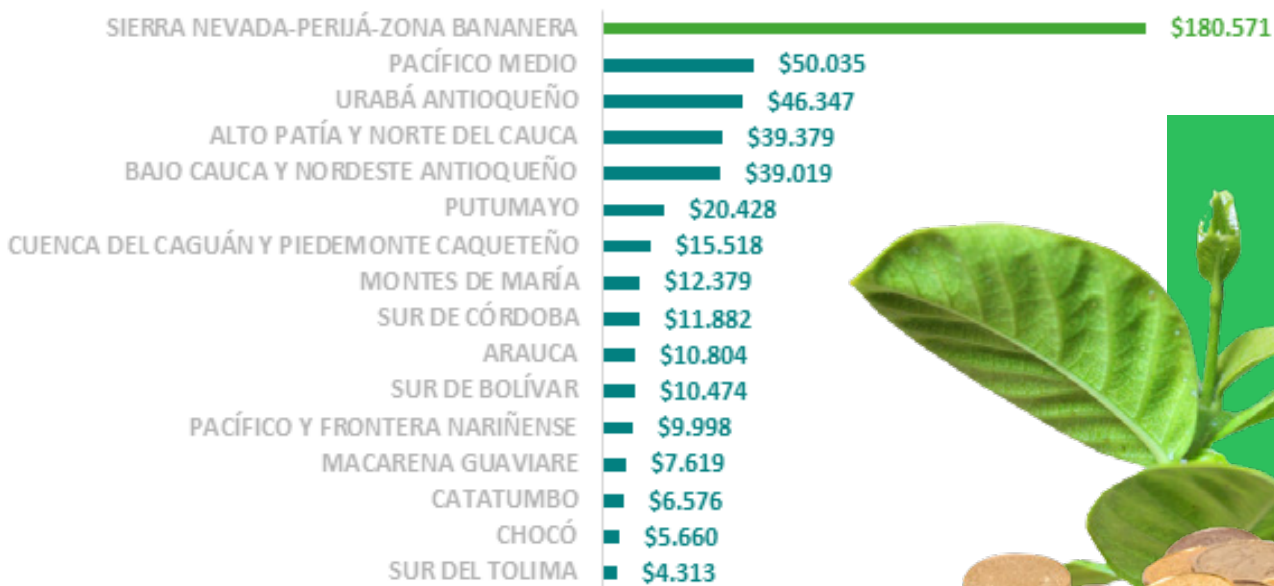 SIERRA NEVADA-PERIJÁ-ZONA BANANERA $180.571
PACÍFICO MEDIO $50.035
URABÁ ANTIOQUEÑO $46.347
ALTO PATÍA Y NORTE DEL CAUCA $39.379
BAJO CAUCA Y NORDESTE ANTIOQUEÑO $39.019
PUTUMAYO $20.428
CUENCA DEL CAGUÁN Y PIEDEMONTE CAQUETEÑO $15.518
MONTES DE MARÍA $12.379
SUR DE CÓRDOBA $11.882
ARAUCA $10.804
SUR DE BOLÍVAR $10.474
PACÍFICO Y FRONTERA NARIÑENSE $9.998
MACARENA GUAVIARE $7.619
CATATUMBO $6.576
CHOCÓ $5.660
SUR DEL TOLIMA $4.313